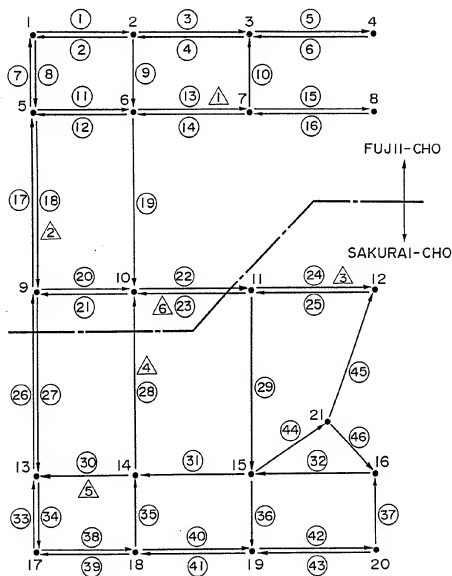 1 ① 2 ③ 3 ⑤ 4
② ④ ⑥
⑦ ⑧ ⑨ ⑩
⑪ ⑬ 1 ⑮
5 6 7 8
⑫ ⑭ ⑯
FUJII-CHO
⑰ ⑱ ⑲
2
SAKURAI-CHO
⑳ ㉒ ㉔ 3
9 10 11 12
㉑ 6 ㉓ ㉕
4
㉖ ㉗ ㉘ ㉙ ㊺
21
㊹ ㊻
㉚ ㉛ ㉜
13 14 15 16
5
㉝ ㉞ ㉟ ㊱ ㊲
㊳ ㊵ ㊷
17 18 19 20
㊴ ㊶ ㊸